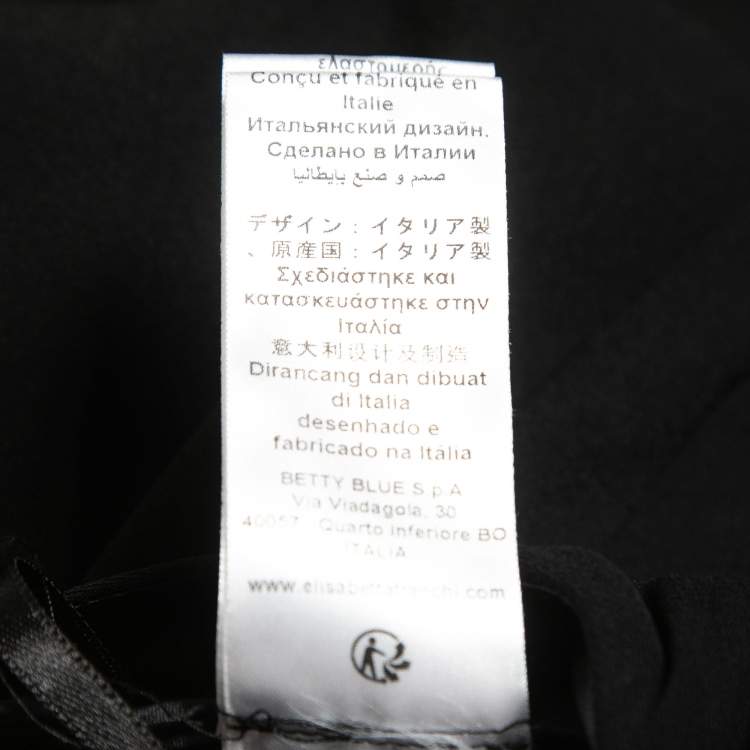 ελαστομερής
Conçu et fabriqué en
Italie
Итальянский дизайн.
Сделано в Италии
صمم و صنع بإيطاليا
デザイン：イタリア製
、原産国：イタリア製
Σχεδιάστηκε και
κατασκευάστηκε στην
Ιταλία
意大利设计及制造
Dirancang dan dibuat
di Italia
desenhado e
fabricado na Itália
BETTY BLUE S.p.A
Via Viadagola, 30
40057 Quarto inferiore BO
ITALIA
www.elisabettafranchi.com